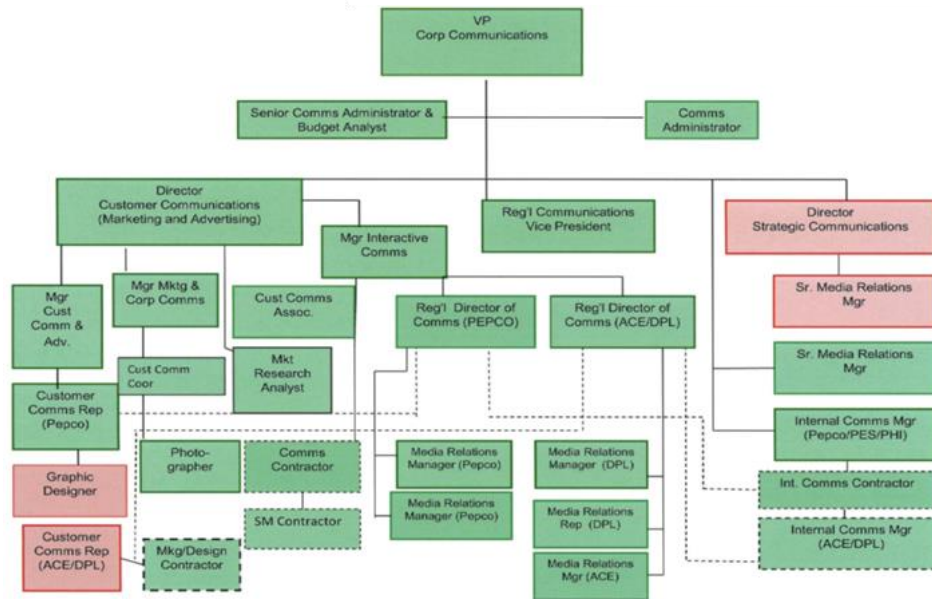 VP
Corp Communications
Senior Comms Administrator &
Budget Analyst
Comms
Administrator
Director
Customer Communications
(Marketing and Advertising)
Reg'l Communications
Vice President
Director
Strategic Communications
Mgr Interactive
Comms
Mgr
Cust
Comm &
Adv.
Mgr Mktg &
Corp Comms
Cust Comms
Assoc.
Reg'l Director of
Comms (PEPCO)
Reg'l Director of
Comms (ACE/DPL)
Sr. Media Relations
Mgr
Sr. Media Relations
Mgr
Cust Comm
Coor
Mkt
Research
Analyst
Customer
Comms Rep
(Pepco)
Internal Comms Mgr
(Pepco/PES/PHI)
Graphic
Designer
Photo-
grapher
Comms
Contractor
Media Relations
Manager (Pepco)
Media Relations
Manager (DPL)
Int. Comms Contractor
SM Contractor
Media Relations
Manager (Pepco)
Media Relations
Rep (DPL)
Internal Comms Mgr
(ACE/DPL)
Customer
Comms Rep
(ACE/DPL)
Mkg/Design
Contractor
Media Relations
Mgr (ACE)